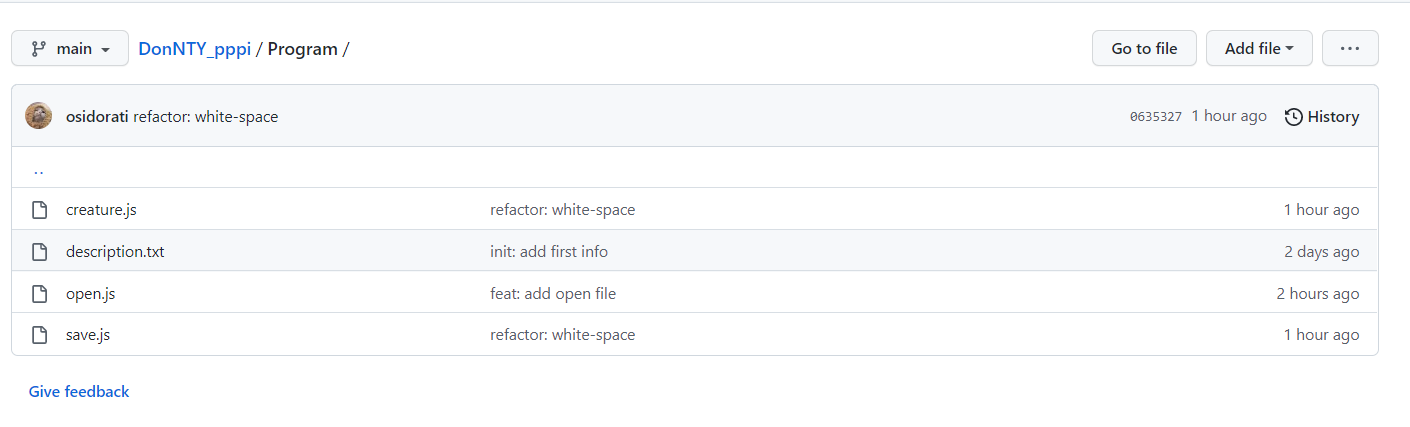 main DonNTY_pppi / Program / Go to file Add file ...
osidorati refactor: white-space 0635327 1 hour ago History
..
creature.js refactor: white-space 1 hour ago
description.txt init: add first info 2 days ago
open.js feat: add open file 2 hours ago
save.js refactor: white-space 1 hour ago
Give feedback